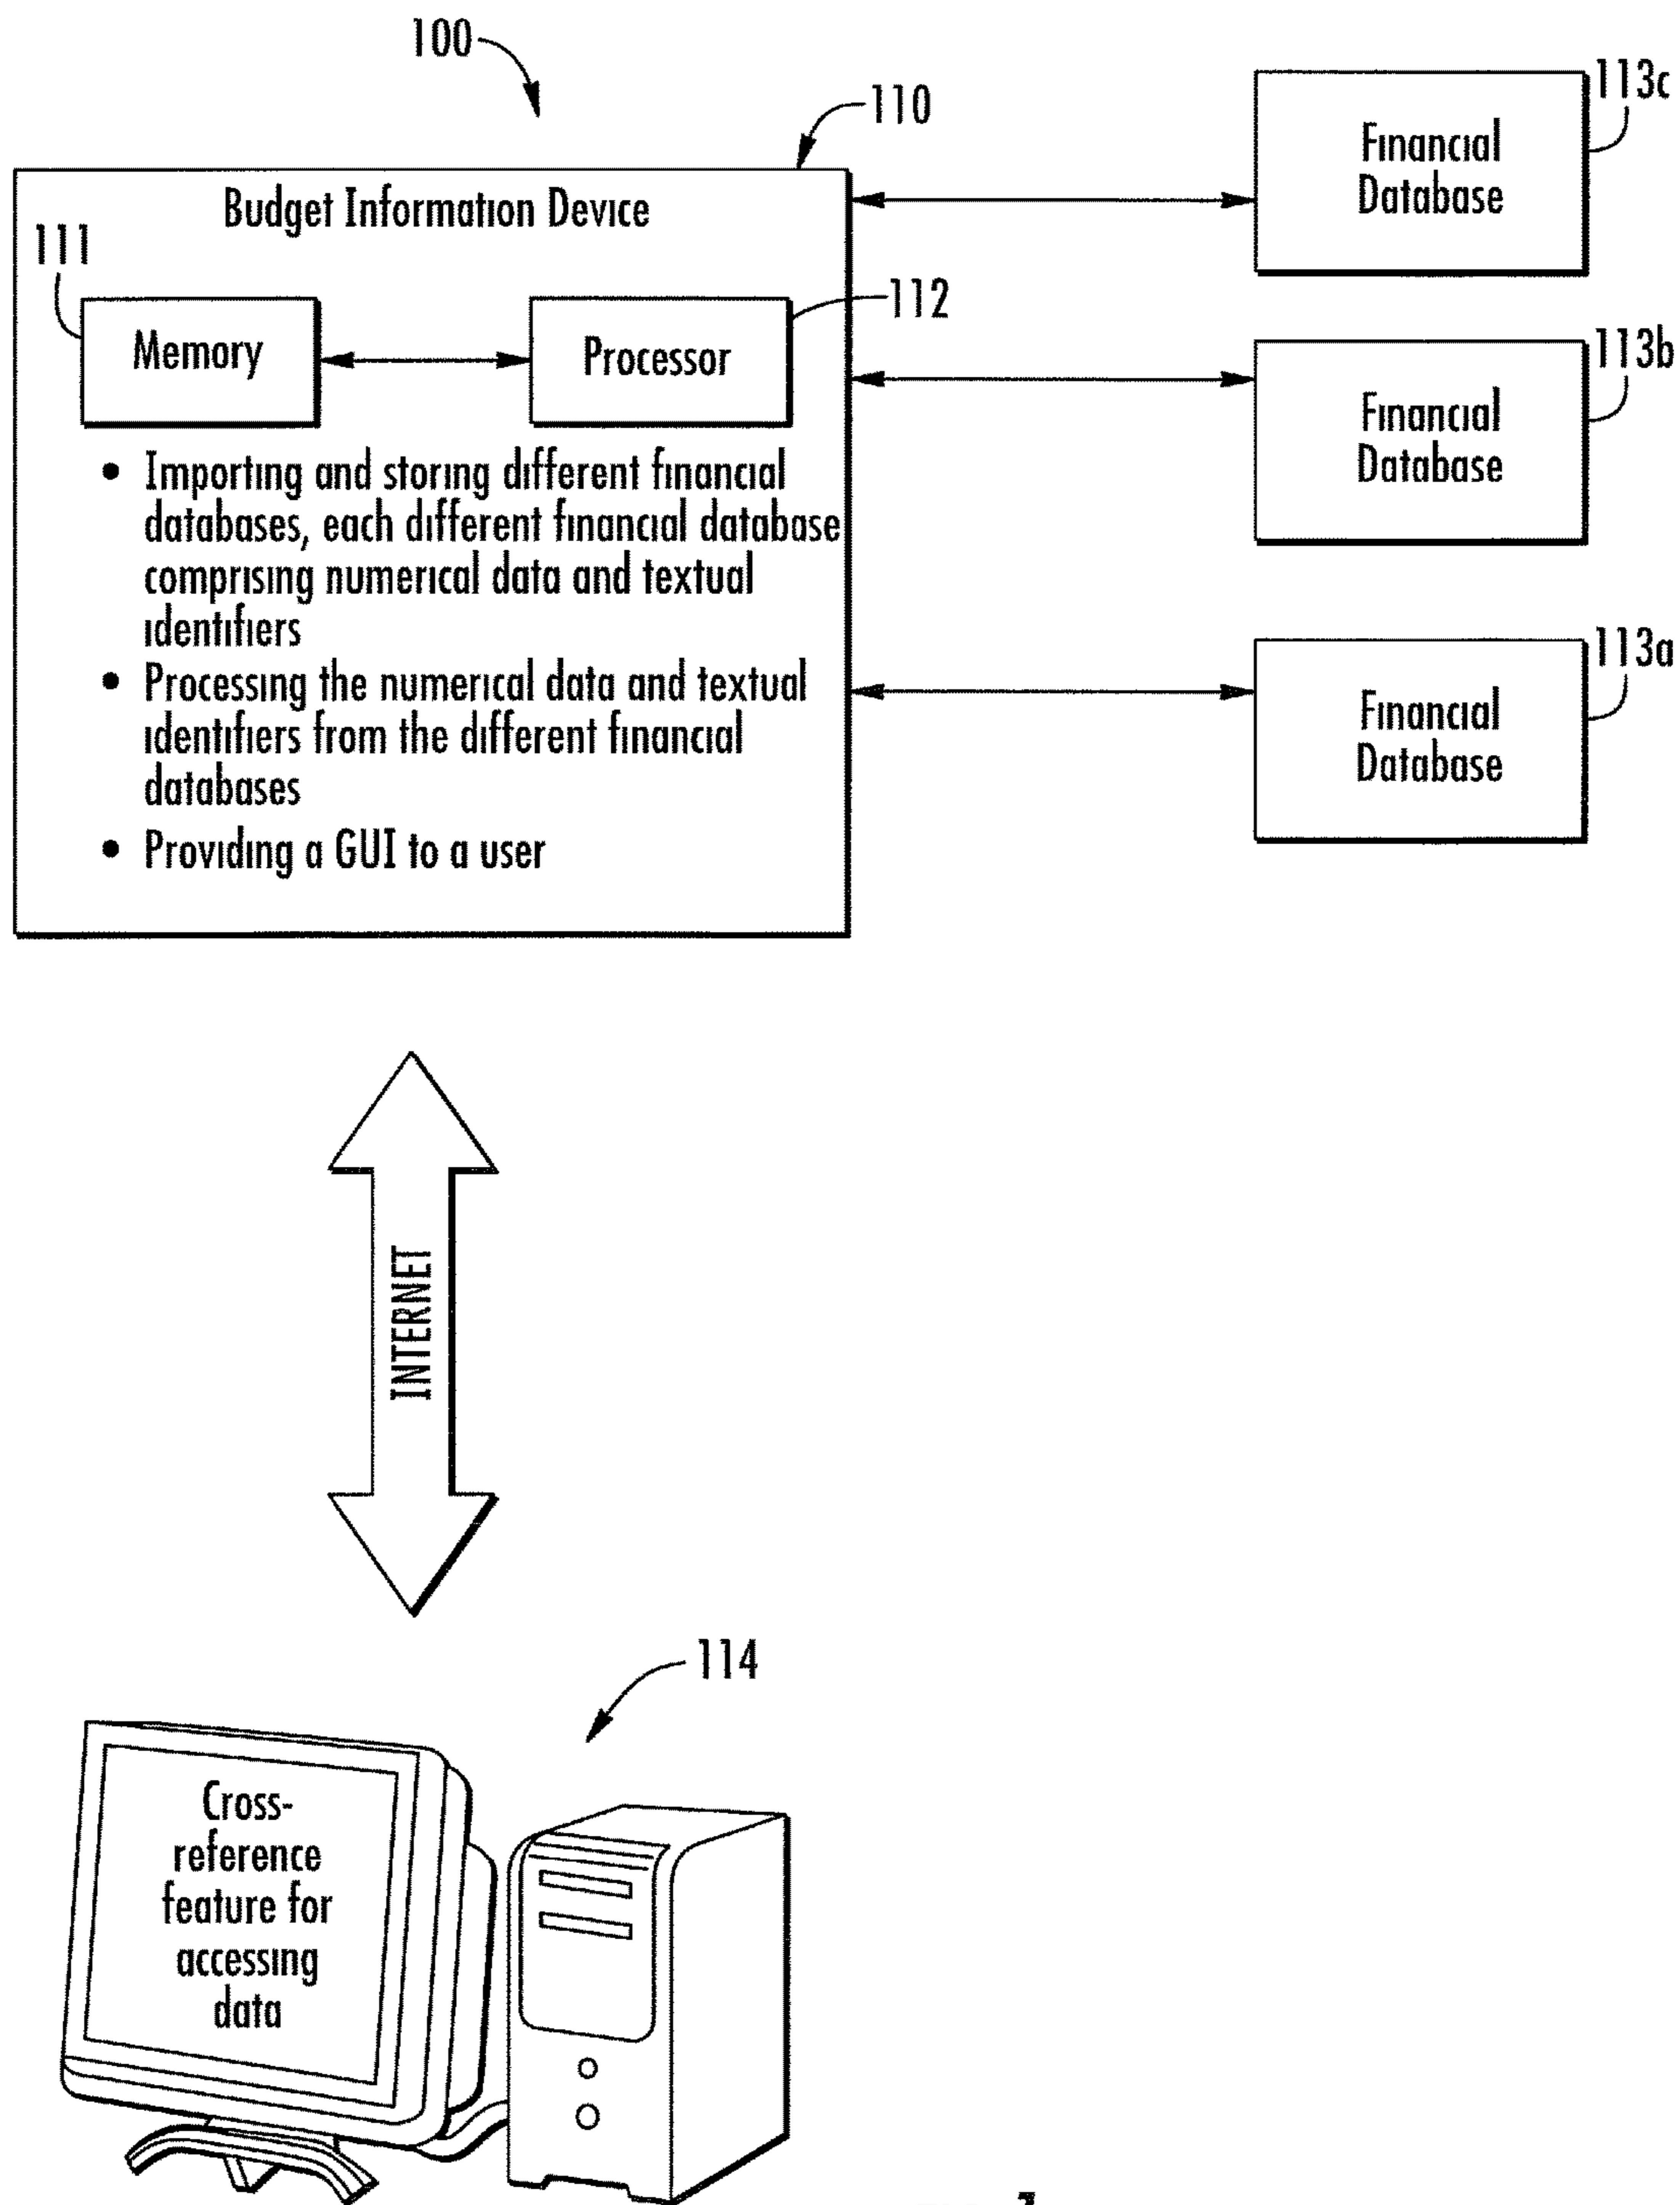 100
110
113c
Financial
Database
Budget Information Device
111
112
Memory
Processor
113b
Financial
Database
• Importing and storing different financial
databases, each different financial database
comprising numerical data and textual
identifiers
• Processing the numerical data and textual
identifiers from the different financial
databases
• Providing a GUI to a user
113a
Financial
Database
INTERNET
114
Cross-
reference
feature for
accessing
data